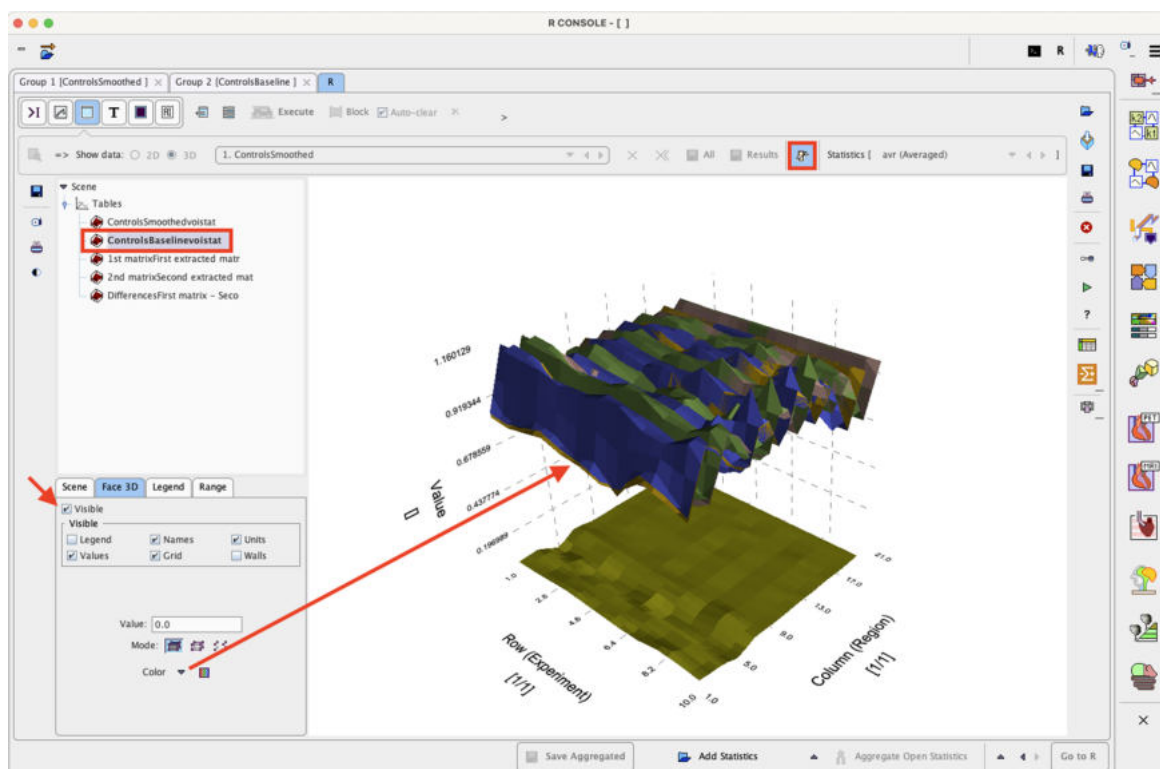 R CONSOLE - [ ]
R
Group 1 [ControlsSmoothed ] × Group 2 [ControlsBaseline ] × R
T Execute Block Auto-clear × >
=> Show data: 2D 3D 1. ControlsSmoothed All Results Statistics [ avr (Averaged) ]
Scene
Tables
ControlsSmoothedvoistat
ControlsBaselinevoistat
1st matrixFirst extracted matr
2nd matrixSecond extracted mat
DifferencesFirst matrix - Seco
1.160129
0.919344
0.678559
0.437774
0.196989
Value
[]
1.0
2.8
4.6
6.4
8.2
10.0
Row (Experiment)
[1/1]
1.0
5.0
9.0
13.0
17.0
21.0
Column (Region)
[1/1]
Scene Face 3D Legend Range
Visible
Visible
Legend Names Units
Values Grid Walls
Value: 0.0
Mode:
Color
k2
k1
PET
MRI
?
Save Aggregated Add Statistics Aggregate Open Statistics Go to R